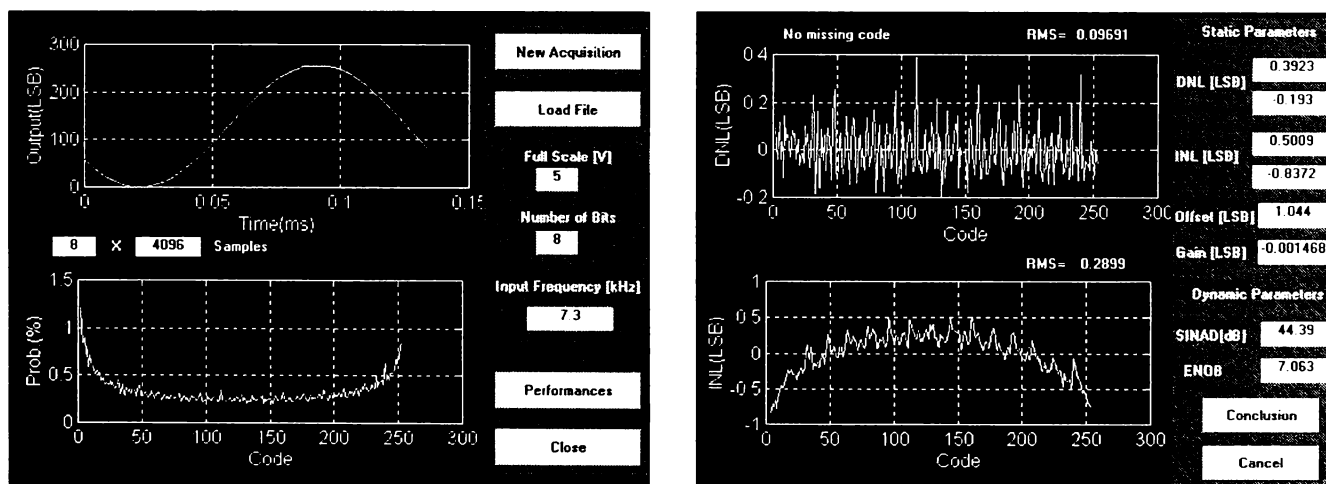 300
200
100
0
Output(LSB)
0 0.05 0.1 0.15
Time(ms)
8 X 4096 Samples
1.5
1
0.5
0
Prob (%)
0 50 100 150 200 250 300
Code
New Acquisition
Load File
Full Scale [V]
5
Number of Bits
8
Input Frequency [kHz]
7.3
Performances
Close
No missing code RMS= 0.09691
0.4
0.2
0
-0.2
DNL(LSB)
0 50 100 150 200 250 300
Code
RMS= 0.2899
1
0.5
0
-0.5
-1
INL(LSB)
0 50 100 150 200 250 300
Code
Static Parameters
DNL [LSB]
0.3923
-0.193
INL [LSB]
0.5009
-0.8372
Offset [LSB] 1.044
Gain [LSB] -0.001468
Dynamic Parameters
SINAD[dB] 44.39
ENOB 7.063
Conclusion
Cancel